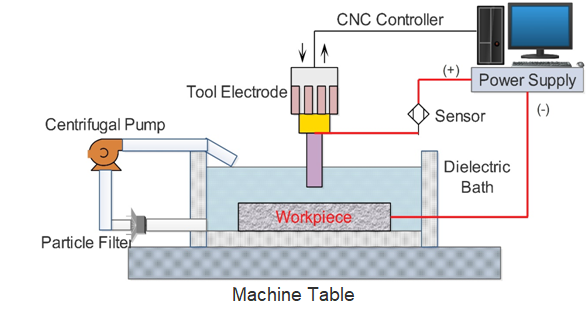 CNC Controller
(+)
Power Supply
Tool Electrode
Sensor
(-)
Centrifugal Pump
Dielectric
Bath
Workpiece
Particle Filter
Machine Table